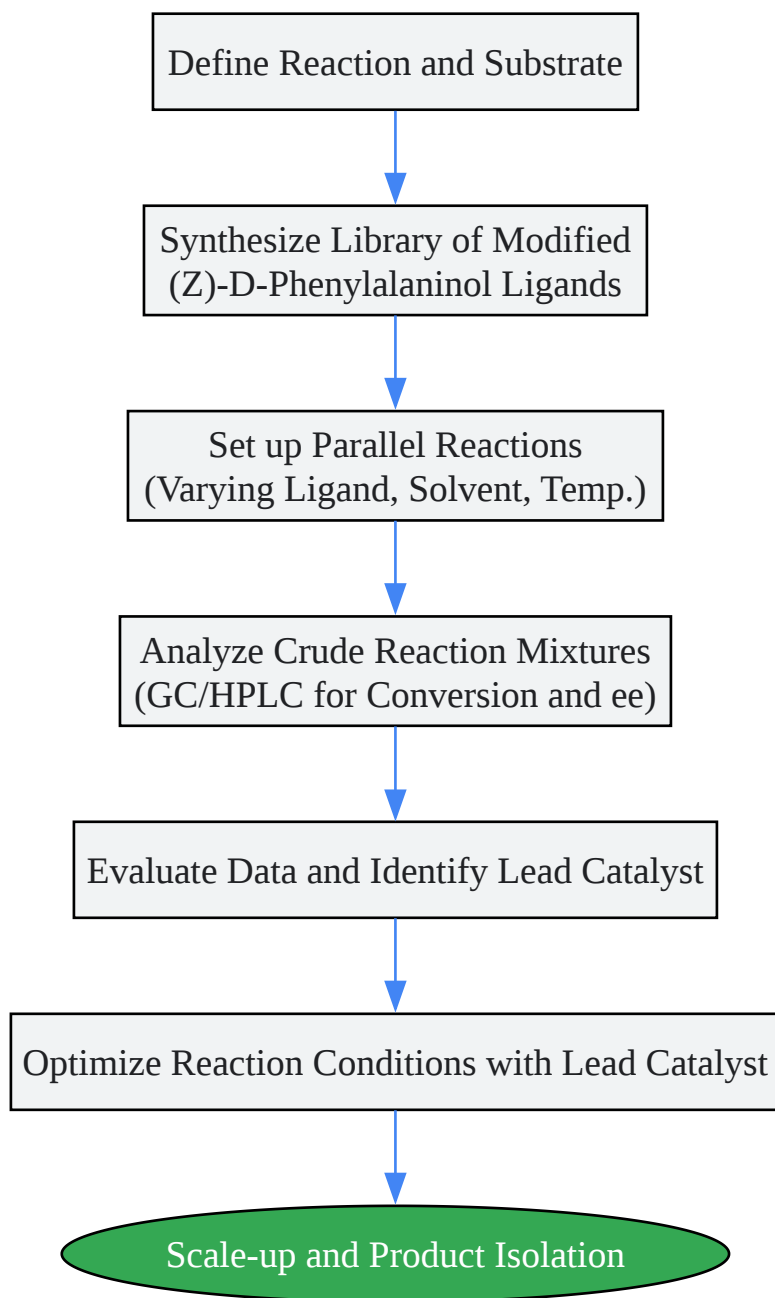 Define Reaction and Substrate
Synthesize Library of Modified
(Z)-D-Phenylalaninol Ligands
Set up Parallel Reactions
(Varying Ligand, Solvent, Temp.)
Analyze Crude Reaction Mixtures
(GC/HPLC for Conversion and ee)
Evaluate Data and Identify Lead Catalyst
Optimize Reaction Conditions with Lead Catalyst
Scale-up and Product Isolation